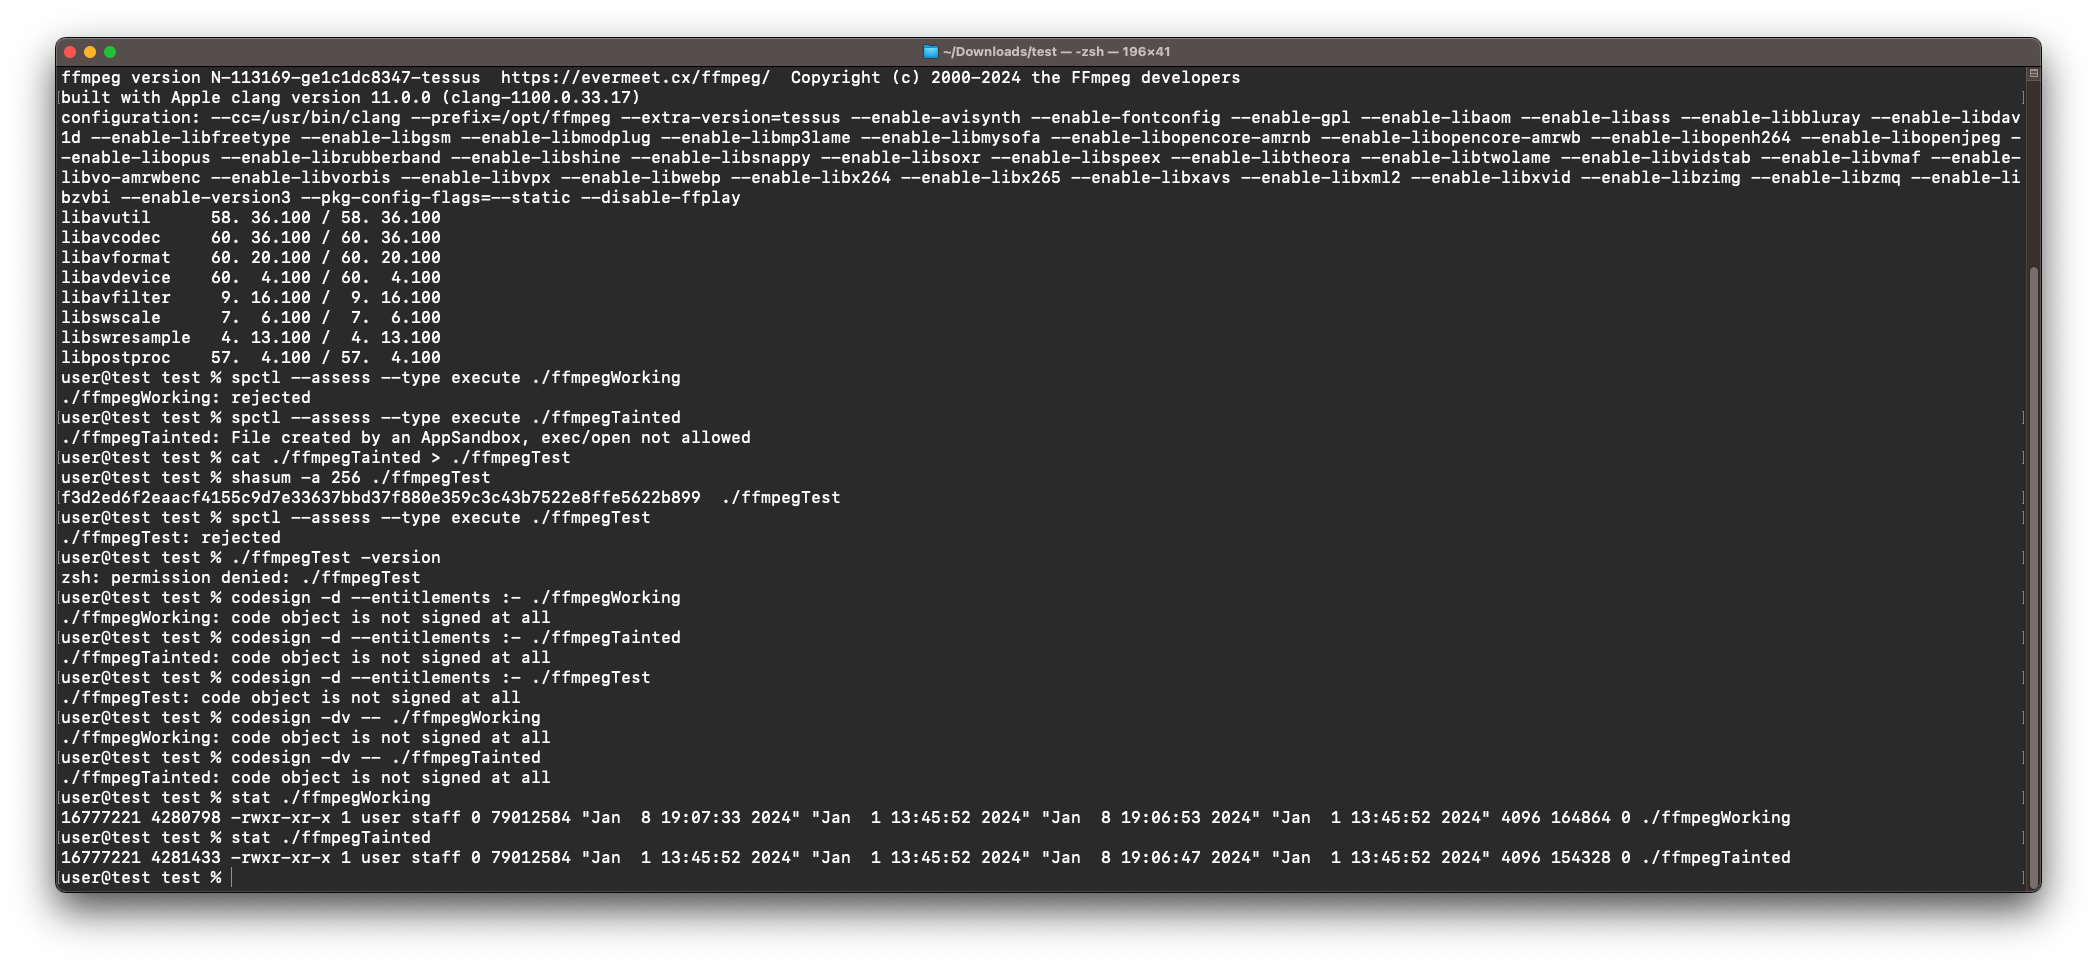 ~/Downloads/test — -zsh — 196×41
ffmpeg version N-113169-ge1c1dc8347-tessus  https://evermeet.cx/ffmpeg/  Copyright (c) 2000-2024 the FFmpeg developers
built with Apple clang version 11.0.0 (clang-1100.0.33.17)
configuration: --cc=/usr/bin/clang --prefix=/opt/ffmpeg --extra-version=tessus --enable-avisynth --enable-fontconfig --enable-gpl --enable-libaom --enable-libass --enable-libbluray --enable-libdav
1d --enable-libfreetype --enable-libgsm --enable-libmodplug --enable-libmp3lame --enable-libmysofa --enable-libopencore-amrnb --enable-libopencore-amrwb --enable-libopenh264 --enable-libopenjpeg -
-enable-libopus --enable-librubberband --enable-libshine --enable-libsnappy --enable-libsoxr --enable-libspeex --enable-libtheora --enable-libtwolame --enable-libvidstab --enable-libvmaf --enable-
libvo-amrwbenc --enable-libvorbis --enable-libvpx --enable-libwebp --enable-libx264 --enable-libx265 --enable-libxavs --enable-libxml2 --enable-libxvid --enable-libzimg --enable-libzmq --enable-li
bzvbi --enable-version3 --pkg-config-flags=--static --disable-ffplay
libavutil      58. 36.100 / 58. 36.100
libavcodec     60. 36.100 / 60. 36.100
libavformat    60. 20.100 / 60. 20.100
libavdevice    60.  4.100 / 60.  4.100
libavfilter     9. 16.100 /  9. 16.100
libswscale      7.  6.100 /  7.  6.100
libswresample   4. 13.100 /  4. 13.100
libpostproc    57.  4.100 / 57.  4.100
user@test test % spctl --assess --type execute ./ffmpegWorking
./ffmpegWorking: rejected
user@test test % spctl --assess --type execute ./ffmpegTainted
./ffmpegTainted: File created by an AppSandbox, exec/open not allowed
user@test test % cat ./ffmpegTainted > ./ffmpegTest
user@test test % shasum -a 256 ./ffmpegTest
f3d2ed6f2eaacf4155c9d7e33637bbd37f880e359c3c43b7522e8ffe5622b899  ./ffmpegTest
user@test test % spctl --assess --type execute ./ffmpegTest
./ffmpegTest: rejected
user@test test % ./ffmpegTest -version
zsh: permission denied: ./ffmpegTest
user@test test % codesign -d --entitlements :- ./ffmpegWorking
./ffmpegWorking: code object is not signed at all
user@test test % codesign -d --entitlements :- ./ffmpegTainted
./ffmpegTainted: code object is not signed at all
user@test test % codesign -d --entitlements :- ./ffmpegTest
./ffmpegTest: code object is not signed at all
user@test test % codesign -dv -- ./ffmpegWorking
./ffmpegWorking: code object is not signed at all
user@test test % codesign -dv -- ./ffmpegTainted
./ffmpegTainted: code object is not signed at all
user@test test % stat ./ffmpegWorking
16777221 4280798 -rwxr-xr-x 1 user staff 0 79012584 "Jan  8 19:07:33 2024" "Jan  1 13:45:52 2024" "Jan  8 19:06:53 2024" "Jan  1 13:45:52 2024" 4096 164864 0 ./ffmpegWorking
user@test test % stat ./ffmpegTainted
16777221 4281433 -rwxr-xr-x 1 user staff 0 79012584 "Jan  1 13:45:52 2024" "Jan  1 13:45:52 2024" "Jan  8 19:06:47 2024" "Jan  1 13:45:52 2024" 4096 154328 0 ./ffmpegTainted
user@test test %